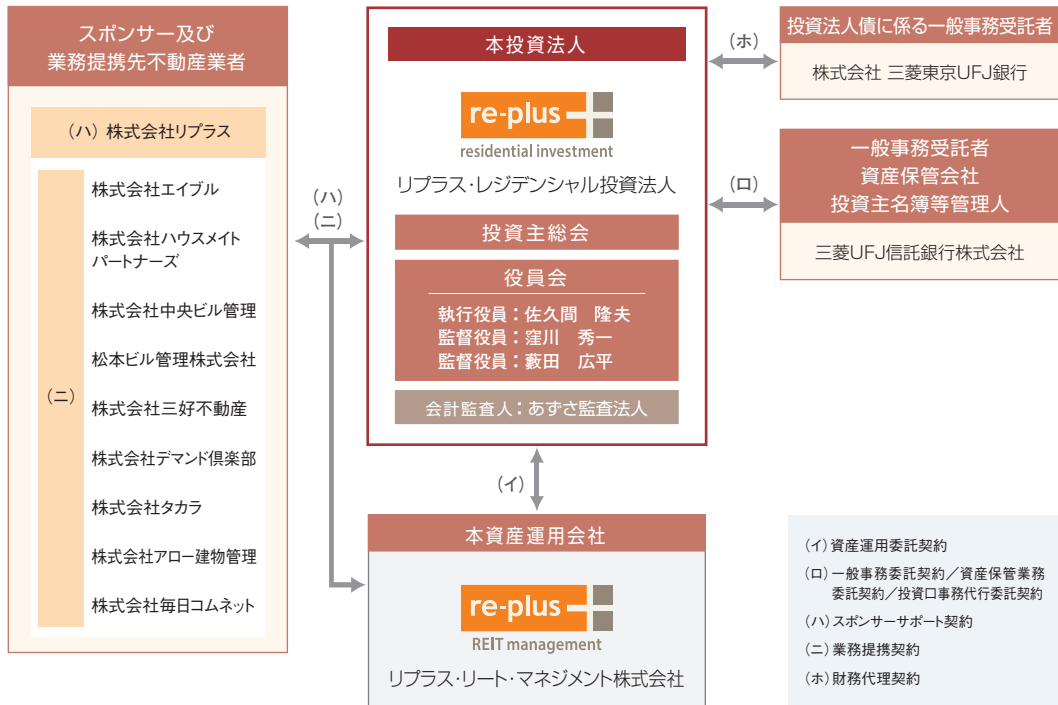 スポンサー及び
業務提携先不動産業者
(ハ) 株式会社リプラス
(ニ)
株式会社エイブル
株式会社ハウスメイト
パートナーズ
株式会社中央ビル管理
松本ビル管理株式会社
株式会社三好不動産
株式会社デマンド倶楽部
株式会社タカラ
株式会社アロー建物管理
株式会社毎日コムネット
(ハ)
(ニ)
本投資法人
re-plus
residential investment
リプラス・レジデンシャル投資法人
投資主総会
役員会
執行役員：佐久間 隆夫
監督役員：窪川 秀一
監督役員：藪田 広平
会計監査人：あずさ監査法人
(イ)
本資産運用会社
re-plus
REIT management
リプラス・リート・マネジメント株式会社
(ホ)
投資法人債に係る一般事務受託者
株式会社 三菱東京UFJ銀行
(ロ)
一般事務受託者
資産保管会社
投資主名簿等管理人
三菱UFJ信託銀行株式会社
(イ) 資産運用委託契約
(ロ) 一般事務委託契約／資産保管業務
委託契約／投資口事務代行委託契約
(ハ) スポンサーサポート契約
(ニ) 業務提携契約
(ホ) 財務代理契約